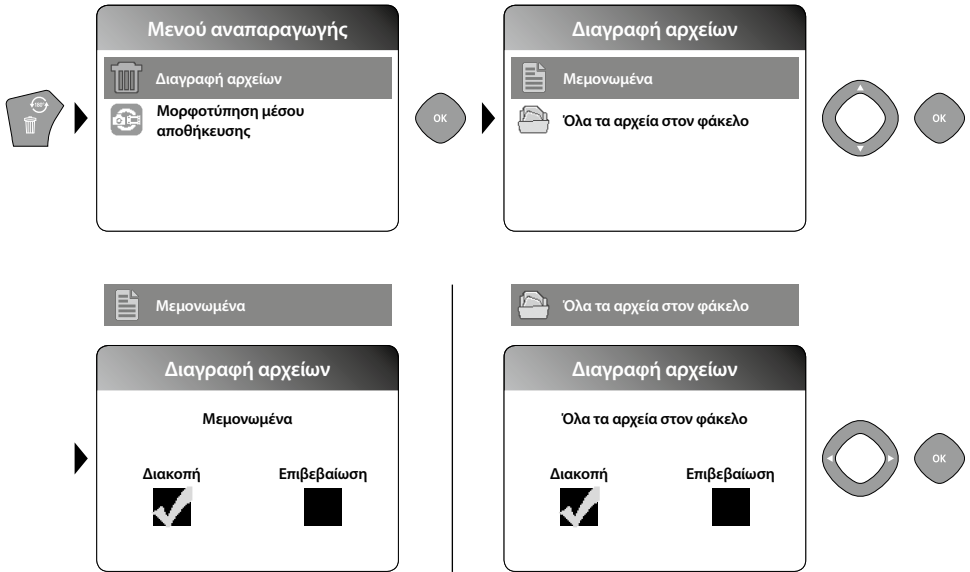 Μενού αναπαραγωγής
Διαγραφή αρχείων
Μορφοτύπηση μέσου
αποθήκευσης
180°
OK
Διαγραφή αρχείων
Μεμονωμένα
Όλα τα αρχεία στον φάκελο
OK
Μεμονωμένα
Διαγραφή αρχείων
Μεμονωμένα
Διακοπή
Επιβεβαίωση
Όλα τα αρχεία στον φάκελο
Διαγραφή αρχείων
Όλα τα αρχεία στον φάκελο
Διακοπή
Επιβεβαίωση
OK